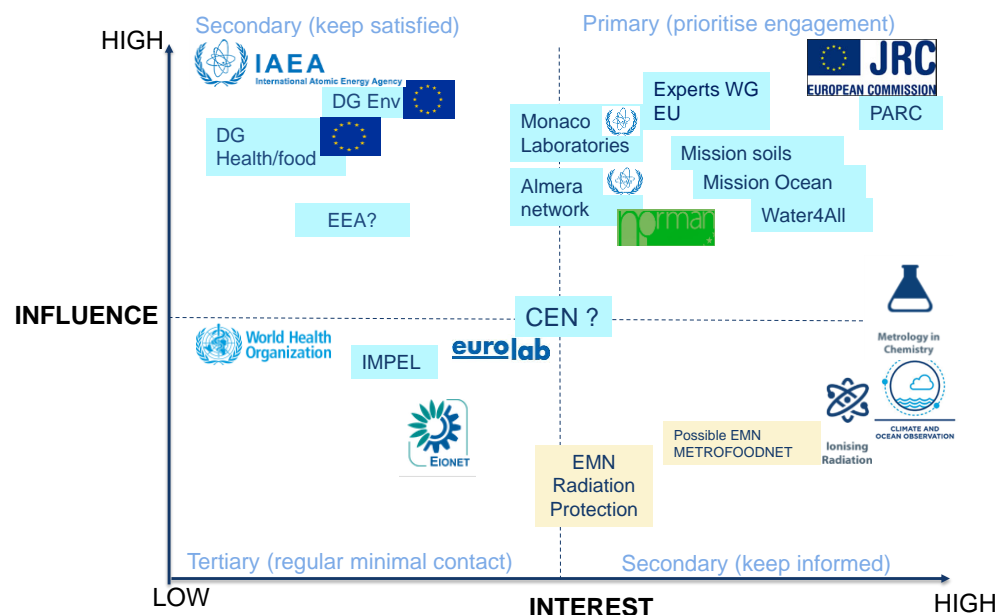 Secondary (keep satisfied)
Primary (prioritise engagement)
HIGH
IAEA
International Atomic Energy Agency
JRC
EUROPEAN COMMISSION
DG Env
Experts WG
EU
PARC
DG
Health/food
Monaco
Laboratories
Mission soils
Mission Ocean
Almera
network
norman
Water4All
EEA?
INFLUENCE
CEN ?
World Health
Organization
IMPEL
eurolab
Metrology in
Chemistry
EIONET
CLIMATE AND
OCEAN OBSERVATION
Possible EMN
METROFOODNET
Ionising
Radiation
EMN
Radiation
Protection
Tertiary (regular minimal contact)
Secondary (keep informed)
LOW
INTEREST
HIGH